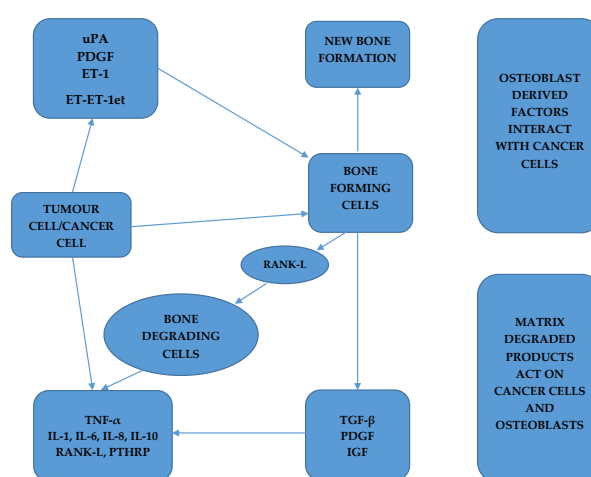 uPA
PDGF
ET-1
ET-ET-1et
NEW BONE
FORMATION
OSTEOBLAST
DERIVED
FACTORS
INTERACT
WITH CANCER
CELLS
BONE
FORMING
CELLS
TUMOUR
CELL/CANCER
CELL
RANK-L
BONE
DEGRADING
CELLS
MATRIX
DEGRADED
PRODUCTS
ACT ON
CANCER CELLS
AND
OSTEOBLASTS
TNF-α
IL-1, IL-6, IL-8, IL-10
RANK-L, PTHRP
TGF-β
PDGF
IGF